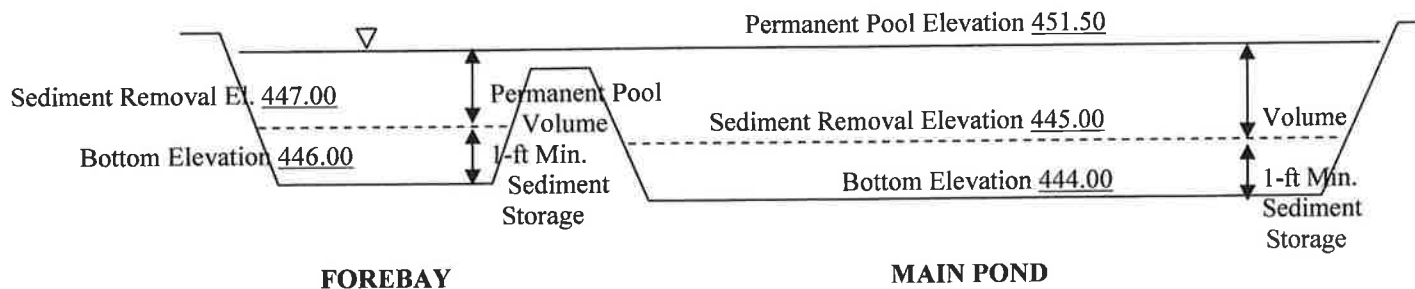 Permanent Pool Elevation 451.50
Sediment Removal El. 447.00
Permanent Pool
Volume
Bottom Elevation 446.00
1-ft Min.
Sediment
Storage
Sediment Removal Elevation 445.00
Volume
Bottom Elevation 444.00
1-ft Min.
Sediment
Storage
FOREBAY
MAIN POND